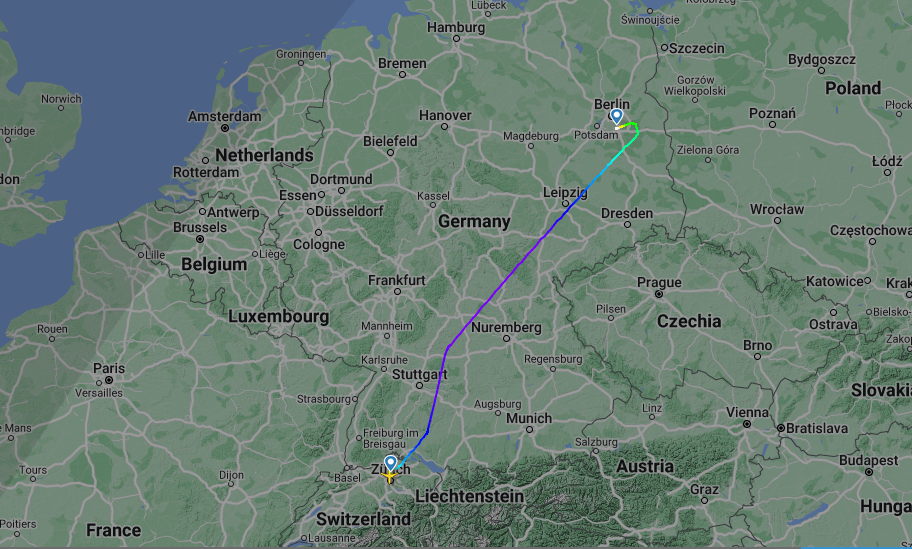 Lübeck
Hamburg
Świnoujście
Szczecin
Groningen
Bremen
Bydgoszcz
Gorzów
Wielkopolski
Poland
Norwich
Amsterdam
Hanover
Berlin
Poznań
Płock
Potsdam
Magdeburg
Bielefeld
Netherlands
Zielona Góra
Rotterdam
Łódź
Dortmund
Essen
Kassel
Leipzig
Antwerp
Düsseldorf
Dresden
Wrocław
Brussels
Germany
Cologne
Częstochowa
Lille
Liège
Belgium
Frankfurt
Prague
Katowice
Krak
Luxembourg
Pilsen
Czechia
Bielsko-
Rouen
Mannheim
Nuremberg
Ostrava
Brno
Karlsruhe
Regensburg
Paris
Stuttgart
Versailles
Slovakia
Strasbourg
Augsburg
Linz
Munich
Vienna
Bratislava
Mans
Freiburg im
Breisgau
Salzburg
Zürich
Budapest
Tours
Dijon
Basel
Austria
Liechtenstein
Graz
Hunga
Poitiers
France
Switzerland
Lausanne